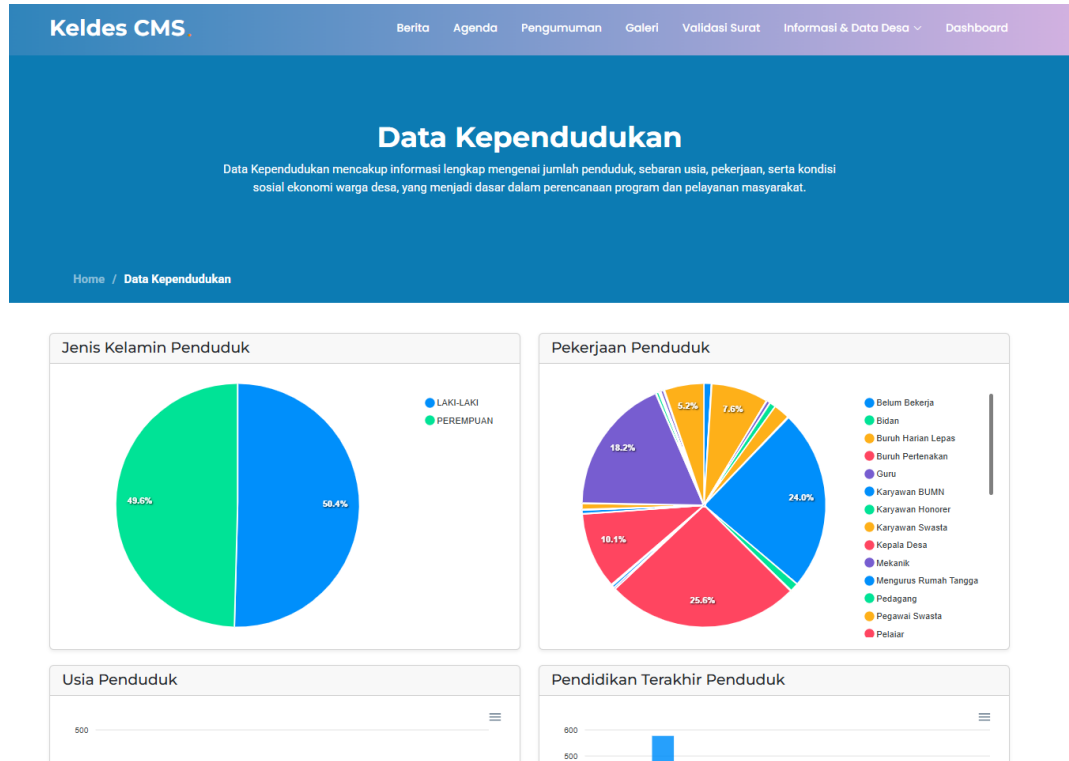 Keldes CMS.
Berita Agenda Pengumuman Galeri Validasi Surat Informasi & Data Desa Dashboard
Data Kependudukan
Data Kependudukan mencakup informasi lengkap mengenai jumlah penduduk, sebaran usia, pekerjaan, serta kondisi
sosial ekonomi warga desa, yang menjadi dasar dalam perencanaan program dan pelayanan masyarakat.
Home / Data Kependudukan
Jenis Kelamin Penduduk
49.6%
50.4%
LAKI-LAKI
PEREMPUAN
Pekerjaan Penduduk
5.2%
7.6%
18.2%
24.0%
10.1%
25.6%
Belum Bekerja
Bidan
Buruh Harian Lepas
Buruh Pertenakan
Guru
Karyawan BUMN
Karyawan Honorer
Karyawan Swasta
Kepala Desa
Mekanik
Mengurus Rumah Tangga
Pedagang
Pegawai Swasta
Pelajar
Usia Penduduk
500
Pendidikan Terakhir Penduduk
600
500